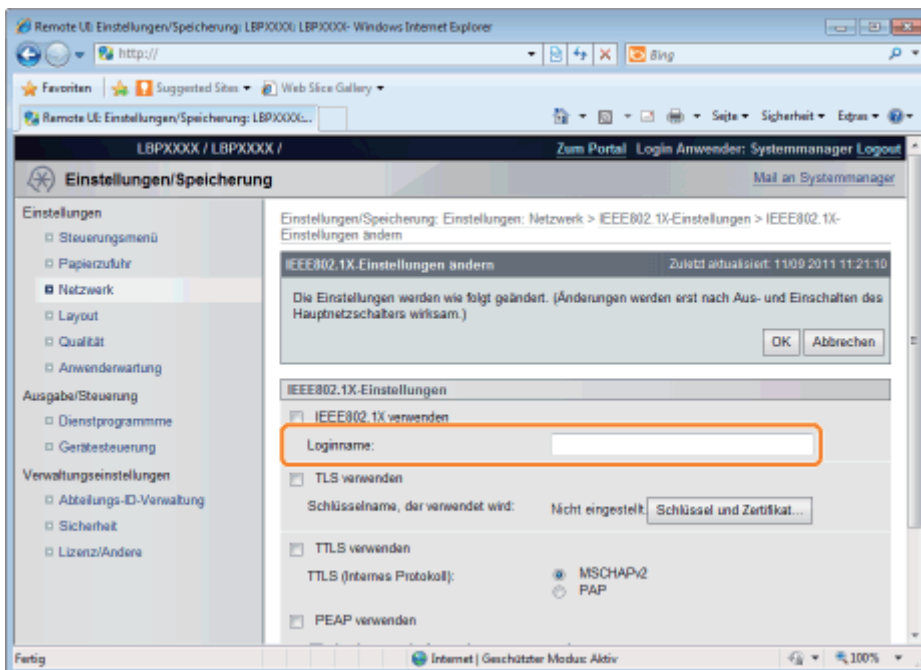 Remote UI: Einstellungen/Speicherung: LBPXXXX: LBPXXXX - Windows Internet Explorer
http://
Bing
Favoriten Suggested Sites Web Slice Gallery
Remote UI: Einstellungen/Speicherung: LBPXXXX:...
Seite Sicherheit Extras
LBPXXXX / LBPXXXX /
Zum Portal Login Anwender: Systemmanager Logout
Einstellungen/Speicherung
Mail an Systemmanager
Einstellungen
Steuerungsmenü
Papierzufuhr
Netzwerk
Layout
Qualität
Anwenderwartung
Ausgabe/Steuerung
Dienstprogrammme
Gerätesteuerung
Verwaltungseinstellungen
Abteilungs-ID-Verwaltung
Sicherheit
Lizenz/Andere
Einstellungen/Speicherung: Einstellungen: Netzwerk > IEEE802.1X-Einstellungen > IEEE802.1X-
Einstellungen ändern
IEEE802.1X-Einstellungen ändern
Zuletzt aktualisiert: 11/09 2011 11:21:10
Die Einstellungen werden wie folgt geändert. (Änderungen werden erst nach Aus- und Einschalten des
Hauptnetzschalters wirksam.)
OK Abbrechen
IEEE802.1X-Einstellungen
IEEE802.1X verwenden
Loginname:
TLS verwenden
Schlüsselname, der verwendet wird: Nicht eingestellt. Schlüssel und Zertifikat...
TTLS verwenden
TTLS (Internes Protokoll): MSCHAPv2
PAP
PEAP verwenden
Fertig
Internet | Geschützter Modus: Aktiv
100%